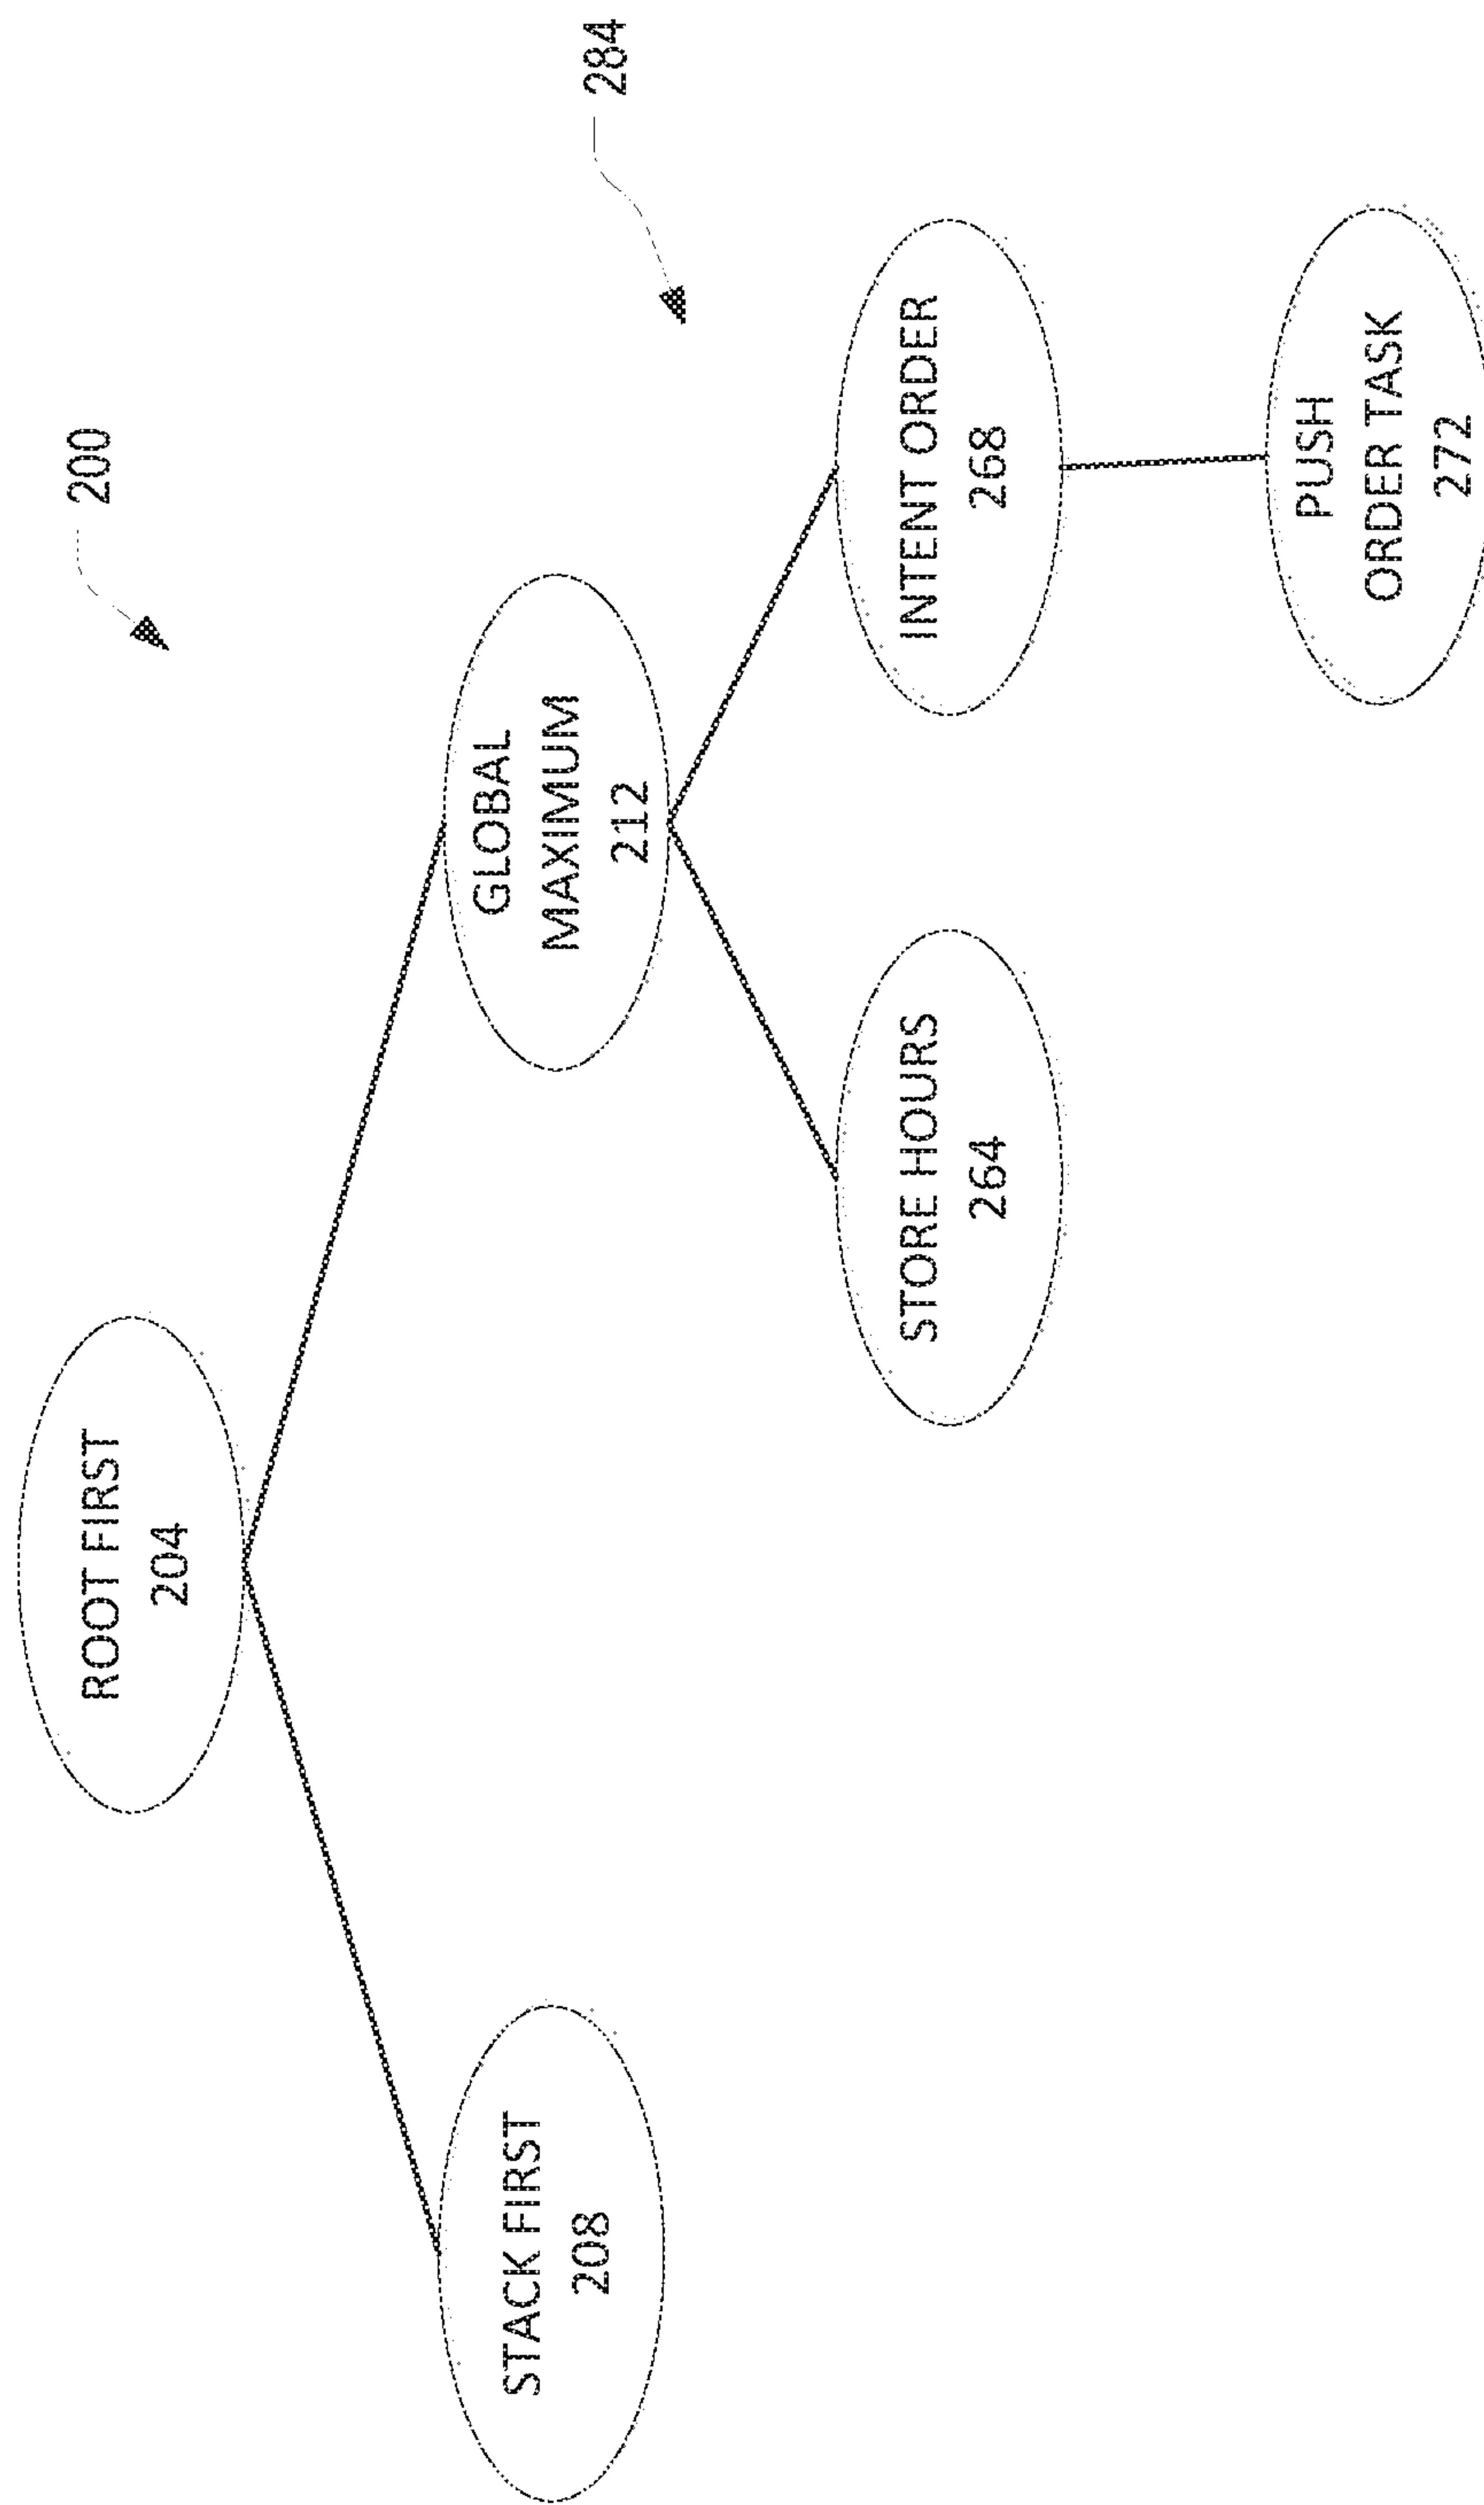 200
ROOT FIRST
204
284
STACK FIRST
208
GLOBAL
MAXIMUM
212
STORE HOURS
264
INTENT ORDER
268
PUSH
ORDER TASK
272